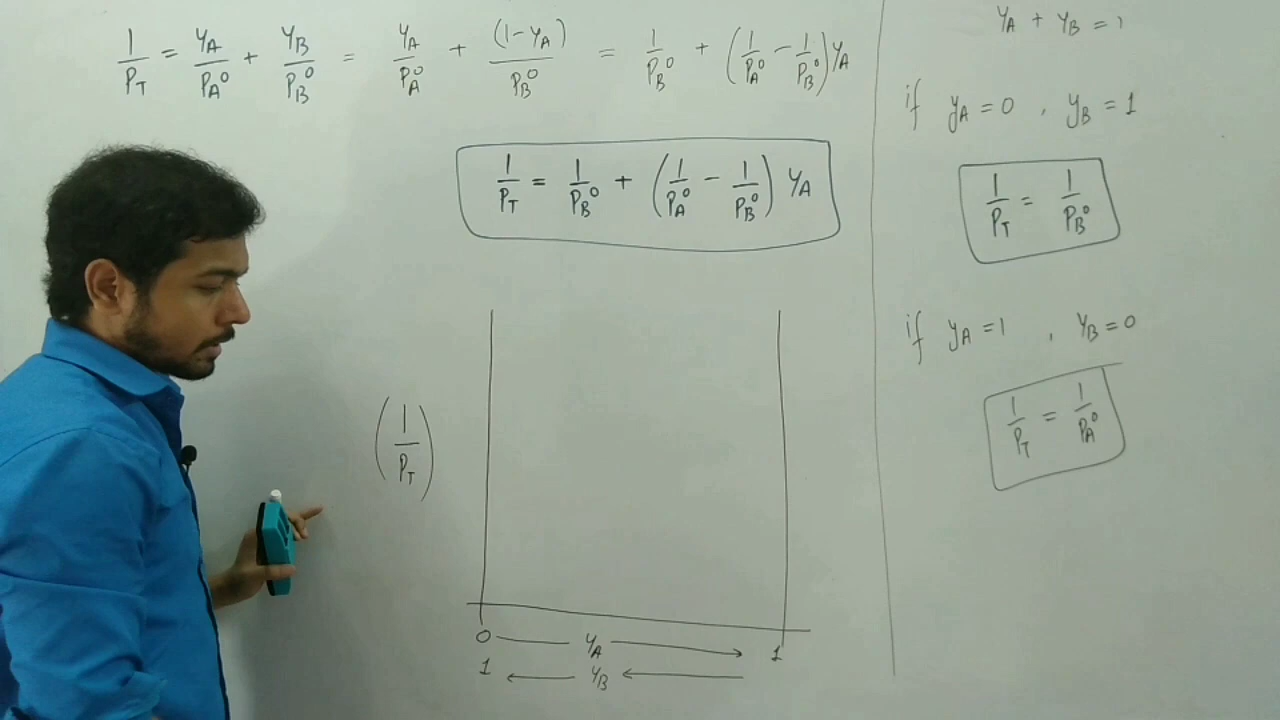 1/P_T = y_A/P_A° + y_B/P_B° = y_A/P_A° + (1-y_A)/P_B° = 1/P_B° + (1/P_A° - 1/P_B°) y_A
1/P_T = 1/P_B° + (1/P_A° - 1/P_B°) y_A
(1/P_T)
0 y_A 1
1 y_B
y_A + y_B = 1
if y_A = 0 , y_B = 1
1/P_T = 1/P_B°
if y_A = 1 , y_B = 0
1/P_T = 1/P_A°